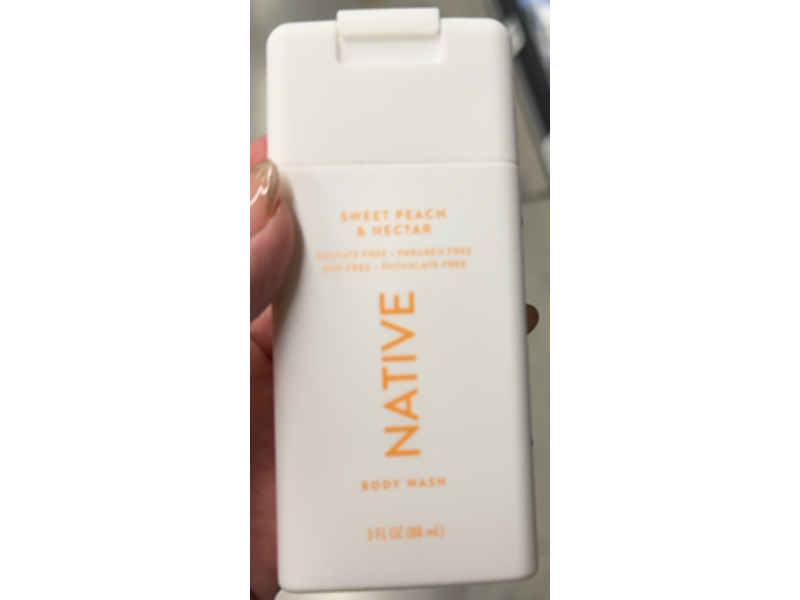 SWEET PEACH
& NECTAR
SULFATE FREE • PARABEN FREE
DYE FREE • PHTHALATE FREE
NATIVE
BODY WASH
3 FL OZ (88 mL)